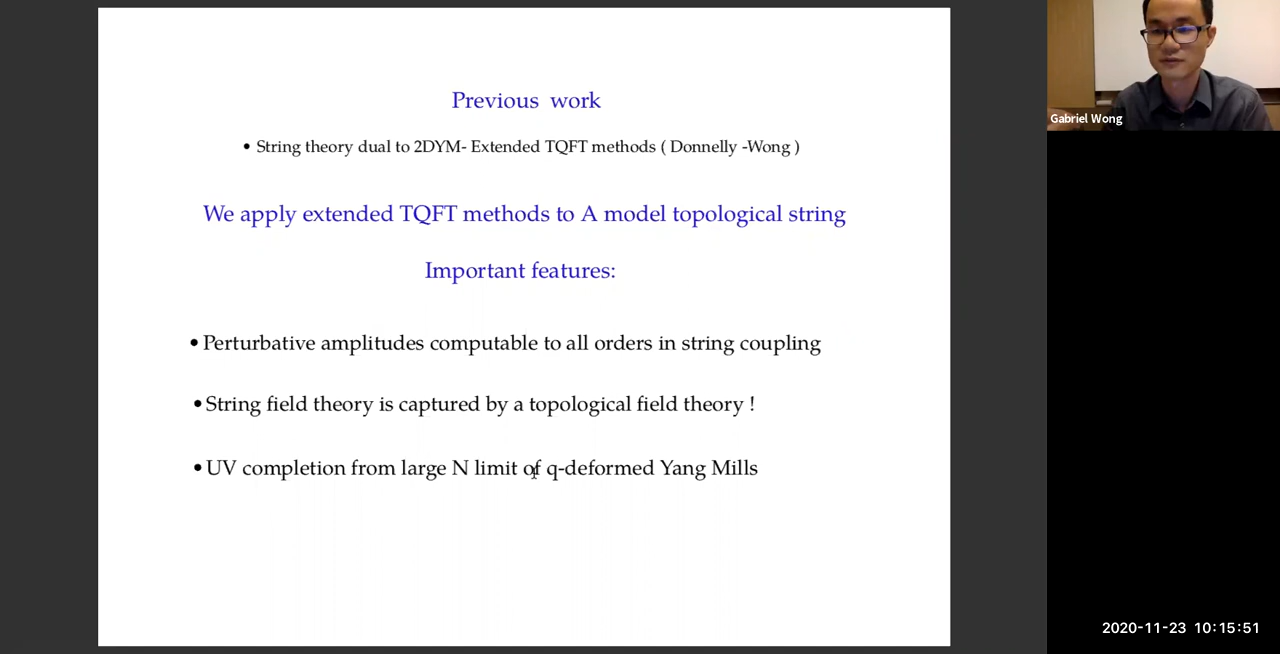 Previous work
• String theory dual to 2DYM- Extended TQFT methods ( Donnelly -Wong )
We apply extended TQFT methods to A model topological string
Important features:
• Perturbative amplitudes computable to all orders in string coupling
• String field theory is captured by a topological field theory !
• UV completion from large N limit of q-deformed Yang Mills
Gabriel Wong
2020-11-23 10:15:51